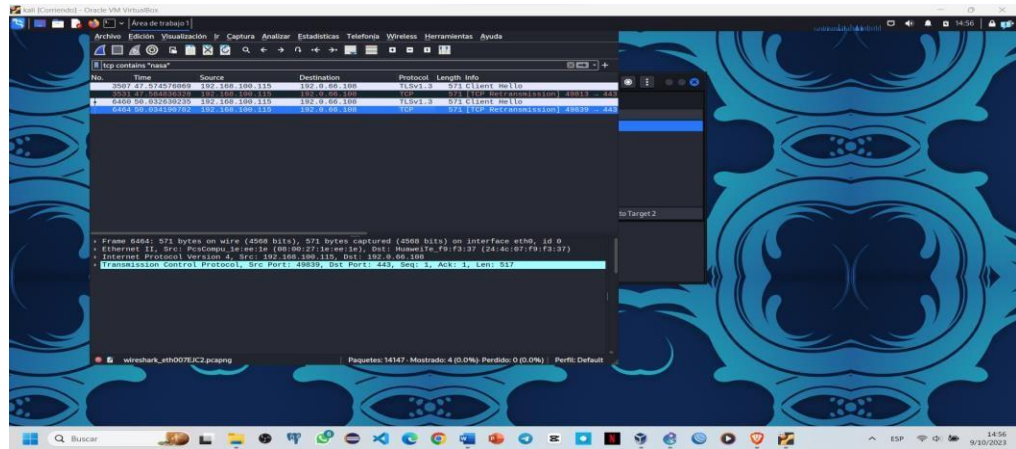 kali [Corriendo] - Oracle VM VirtualBox
Área de trabajo 1
14:56
Archivo Edición Visualización Ir Captura Analizar Estadísticas Telefonía Wireless Herramientas Ayuda
tcp contains "nasa"
No. Time Source Destination Protocol Length Info
3507 47.574576069 192.168.100.115 192.0.66.108 TLSv1.3 571 Client Hello
3531 47.584836328 192.168.100.115 192.0.66.108 TCP 571 [TCP Retransmission] 49813 → 443
6460 50.032630235 192.168.100.115 192.0.66.108 TLSv1.3 571 Client Hello
6464 50.034190782 192.168.100.115 192.0.66.108 TCP 571 [TCP Retransmission] 49839 → 443
to Target 2
Frame 6464: 571 bytes on wire (4568 bits), 571 bytes captured (4568 bits) on interface eth0, id 0
Ethernet II, Src: PcsCompu_1e:ee:1e (08:00:27:1e:ee:1e), Dst: HuaweiTe_f9:f3:37 (24:4c:07:f9:f3:37)
Internet Protocol Version 4, Src: 192.168.100.115, Dst: 192.0.66.108
Transmission Control Protocol, Src Port: 49839, Dst Port: 443, Seq: 1, Ack: 1, Len: 517
wireshark_eth007EJC2.pcapng Paquetes: 14147 · Mostrado: 4 (0.0%) · Perdido: 0 (0.0%) Perfil: Default
Buscar
ESP
14:56
9/10/2023